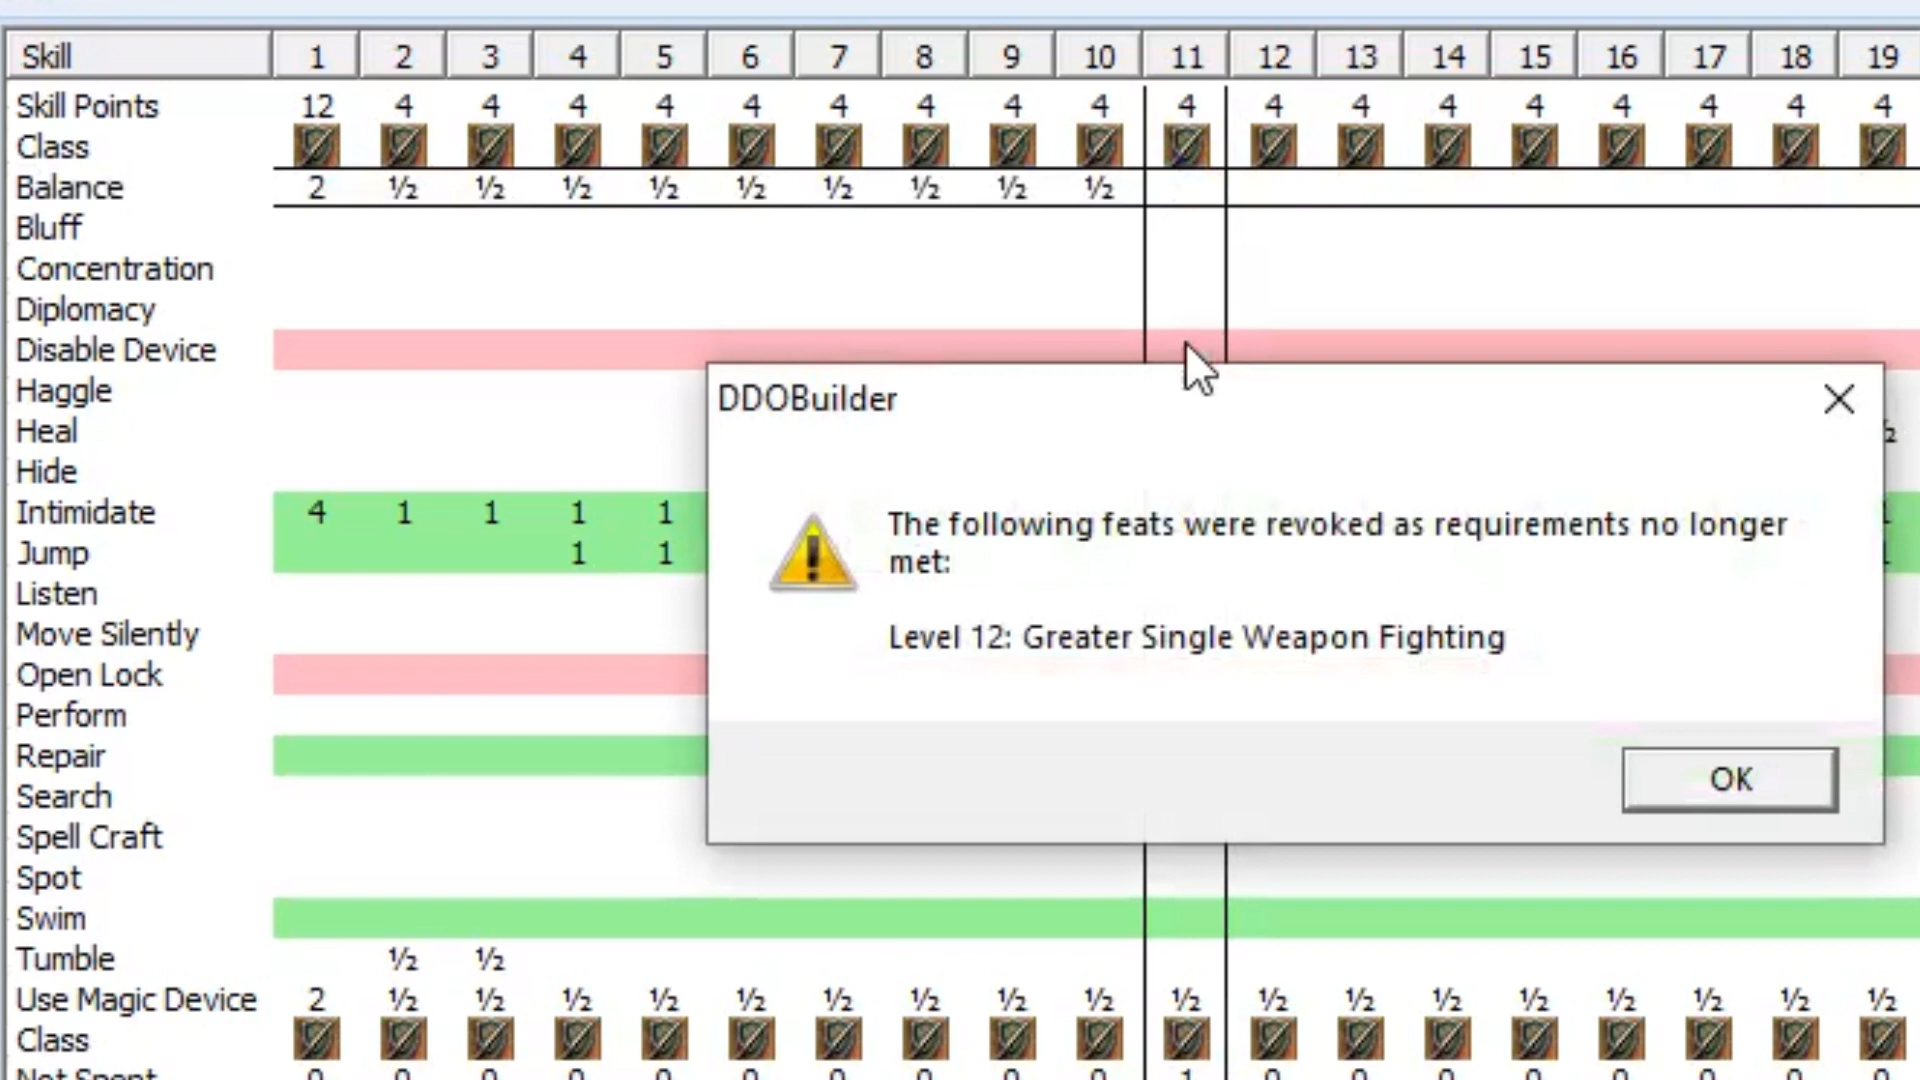 Skill 1 2 3 4 5 6 7 8 9 10 11 12 13 14 15 16 17 18 19
Skill Points 12 4 4 4 4 4 4 4 4 4 4 4 4 4 4 4 4 4 4
Class
Balance 2 ½ ½ ½ ½ ½ ½ ½ ½ ½
Bluff
Concentration
Diplomacy
Disable Device
Haggle
Heal
Hide
Intimidate 4 1 1 1 1
Jump 1 1
Listen
Move Silently
Open Lock
Perform
Repair
Search
Spell Craft
Spot
Swim
Tumble ½ ½
Use Magic Device 2 ½ ½ ½ ½ ½ ½ ½ ½ ½ ½ ½ ½ ½ ½ ½ ½ ½ ½
Class
Not Spent
DDOBuilder
The following feats were revoked as requirements no longer
met:
Level 12: Greater Single Weapon Fighting
OK